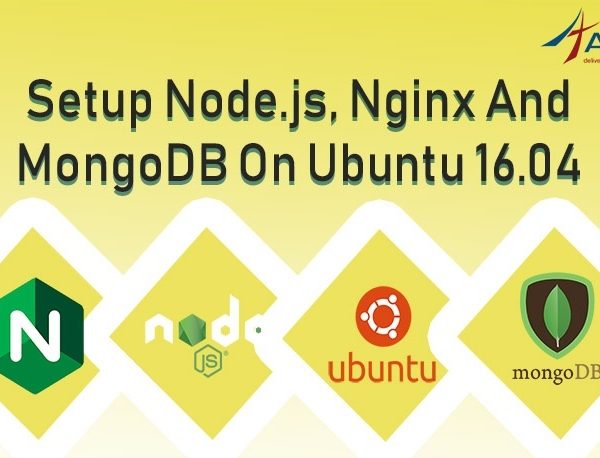 Setup Node.js, Nginx And
MongoDB On Ubuntu 16.04
N
node
JS
ubuntu
mongoDB